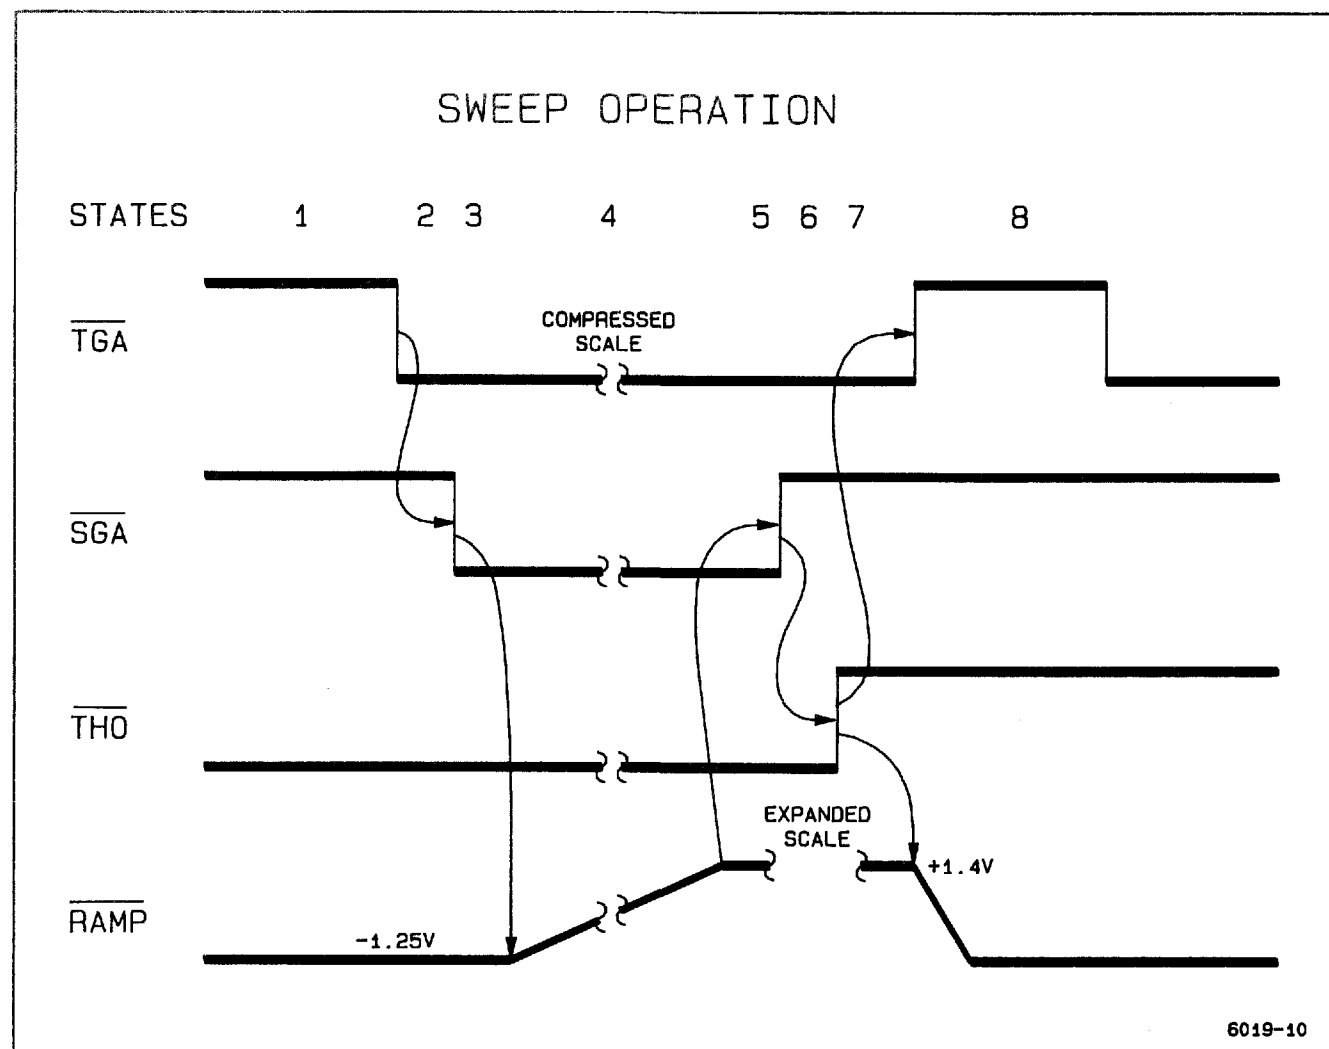 SWEEP OPERATION
STATES 1 2 3 4 5 6 7 8
TGA
COMPRESSED
SCALE
SGA
THO
EXPANDED
SCALE
+1.4V
RAMP
-1.25V
6019-10